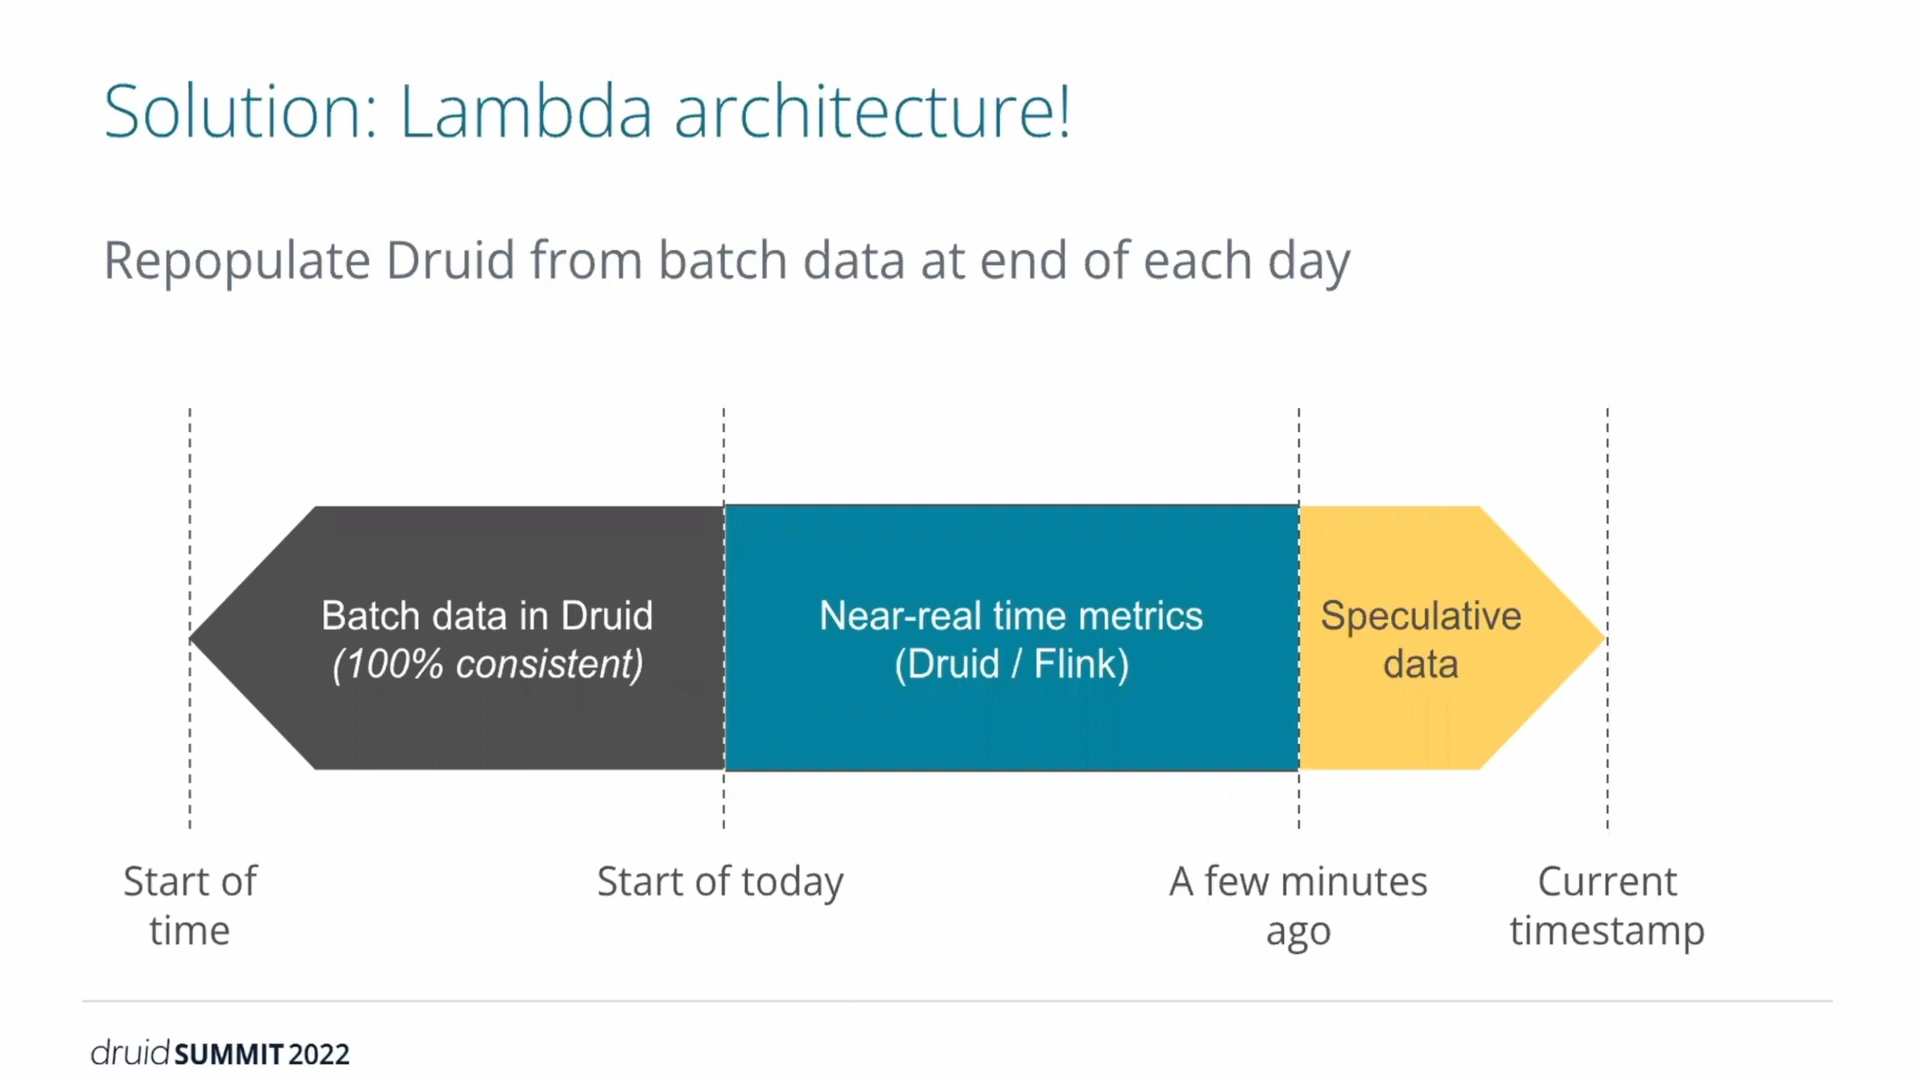 Solution: Lambda architecture!
Repopulate Druid from batch data at end of each day
Batch data in Druid
(100% consistent)
Near-real time metrics
(Druid / Flink)
Speculative
data
Start of
time
Start of today
A few minutes
ago
Current
timestamp
druid SUMMIT 2022